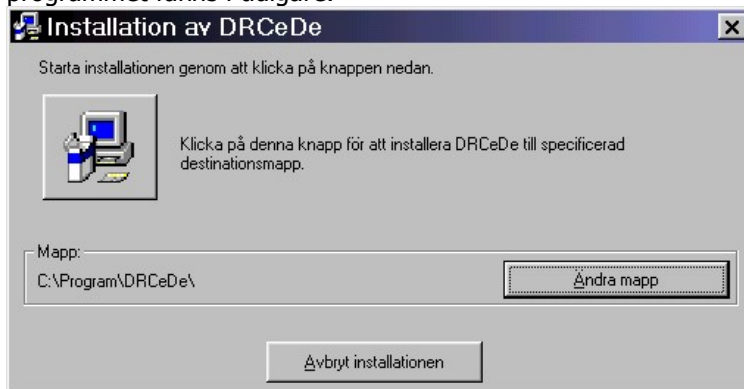 Installation av DRCeDe
Starta installationen genom att klicka på knappen nedan.
Klicka på denna knapp för att installera DRCeDe till specificerad
destinationsmapp.
Mapp:
C:\Program\DRCeDe\
Ändra mapp
Avbryt installationen